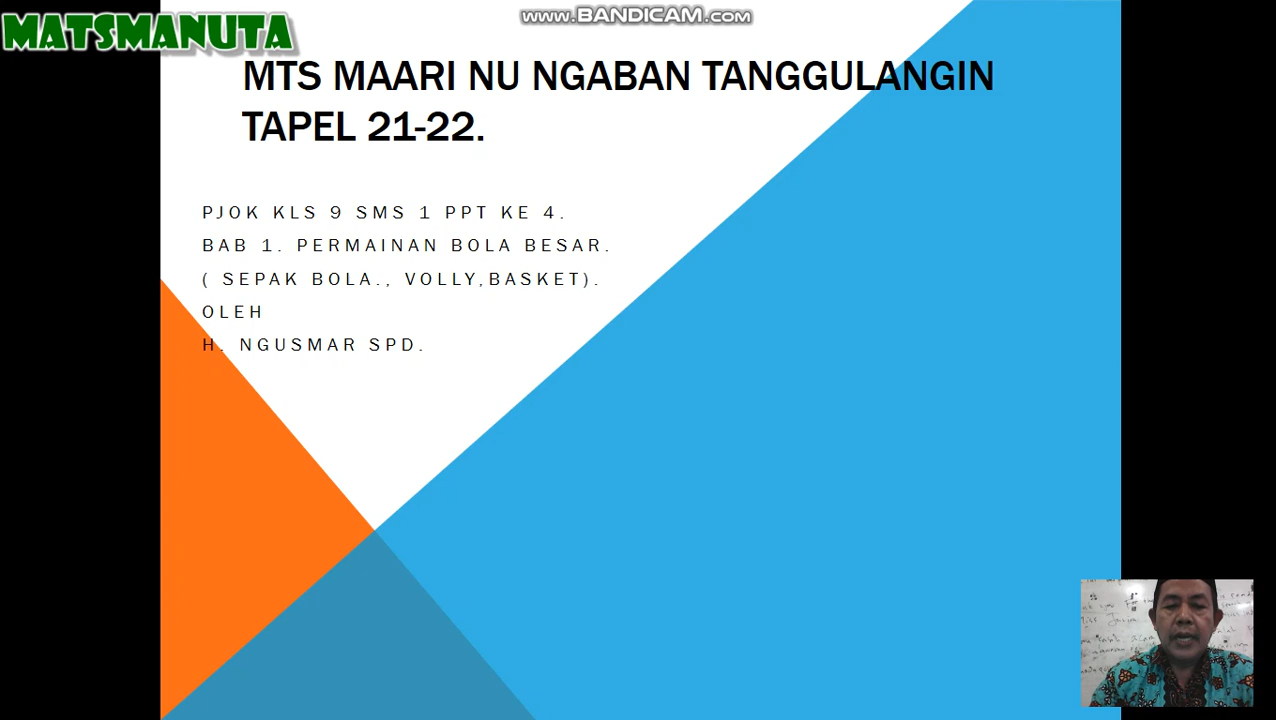 MATSMANUTA
WWW.BANDICAM.COM
MTS MAARI NU NGABAN TANGGULANGIN
TAPEL 21-22.
PJOK KLS 9 SMS 1 PPT KE 4.
BAB 1. PERMAINAN BOLA BESAR.
( SEPAK BOLA., VOLLY,BASKET).
OLEH
H. NGUSMAR SPD.